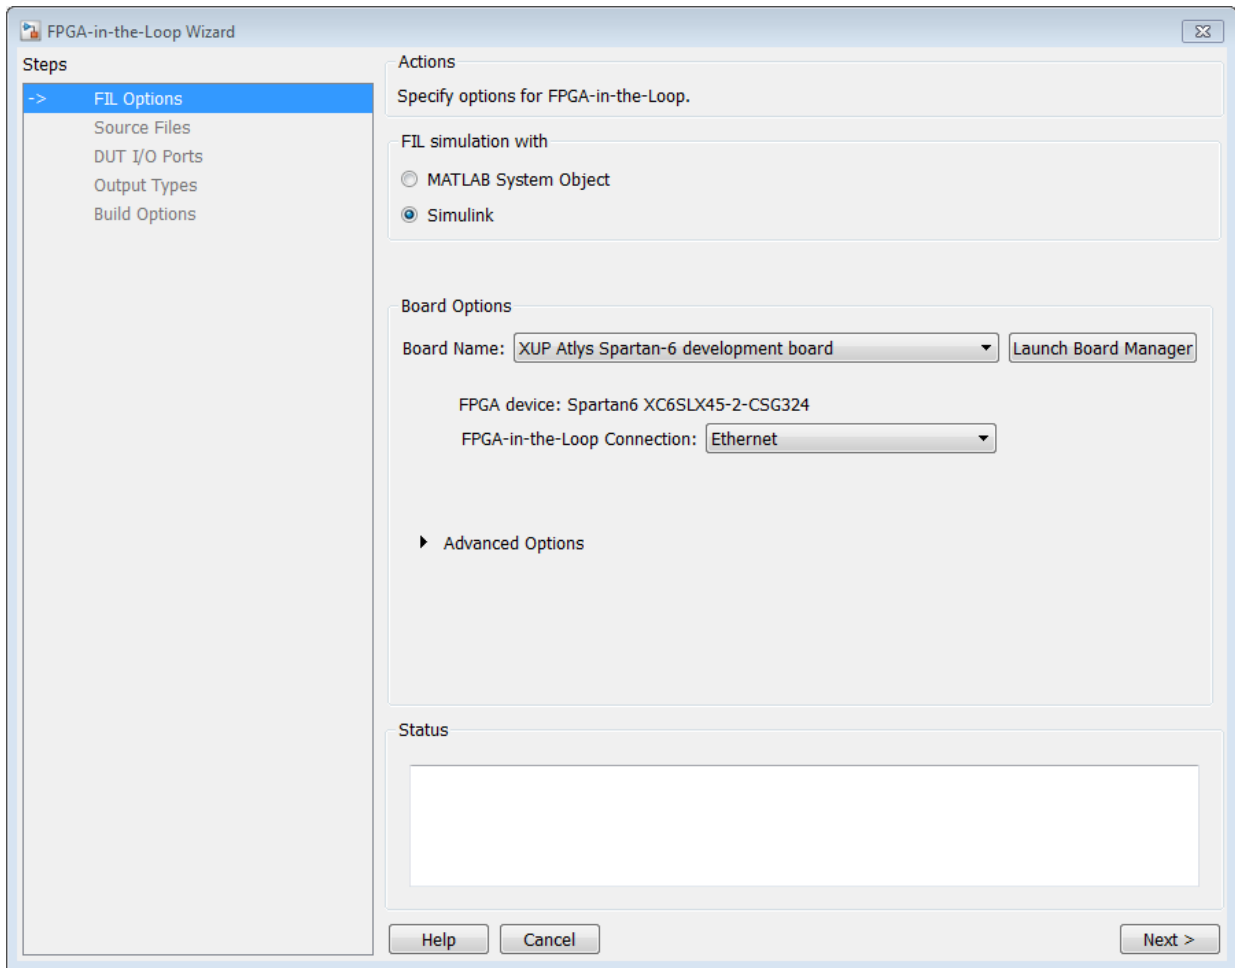 FPGA-in-the-Loop Wizard
Steps
-> FIL Options
Source Files
DUT I/O Ports
Output Types
Build Options
Actions
Specify options for FPGA-in-the-Loop.
FIL simulation with
MATLAB System Object
Simulink
Board Options
Board Name: XUP Atlys Spartan-6 development board Launch Board Manager
FPGA device: Spartan6 XC6SLX45-2-CSG324
FPGA-in-the-Loop Connection: Ethernet
Advanced Options
Status
Help Cancel Next >